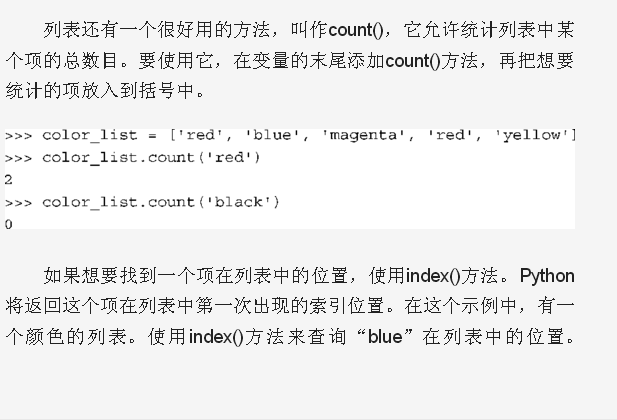 列表还有一个很好用的方法，叫作count()，它允许统计列表中某
个项的总数目。要使用它，在变量的末尾添加count()方法，再把想要
统计的项放入到括号中。
>>> color_list = ['red', 'blue', 'magenta', 'red', 'yellow']
>>> color_list.count('red')
2
>>> color_list.count('black')
0
如果想要找到一个项在列表中的位置，使用index()方法。Python
将返回这个项在列表中第一次出现的索引位置。在这个示例中，有一
个颜色的列表。使用index()方法来查询“blue”在列表中的位置。